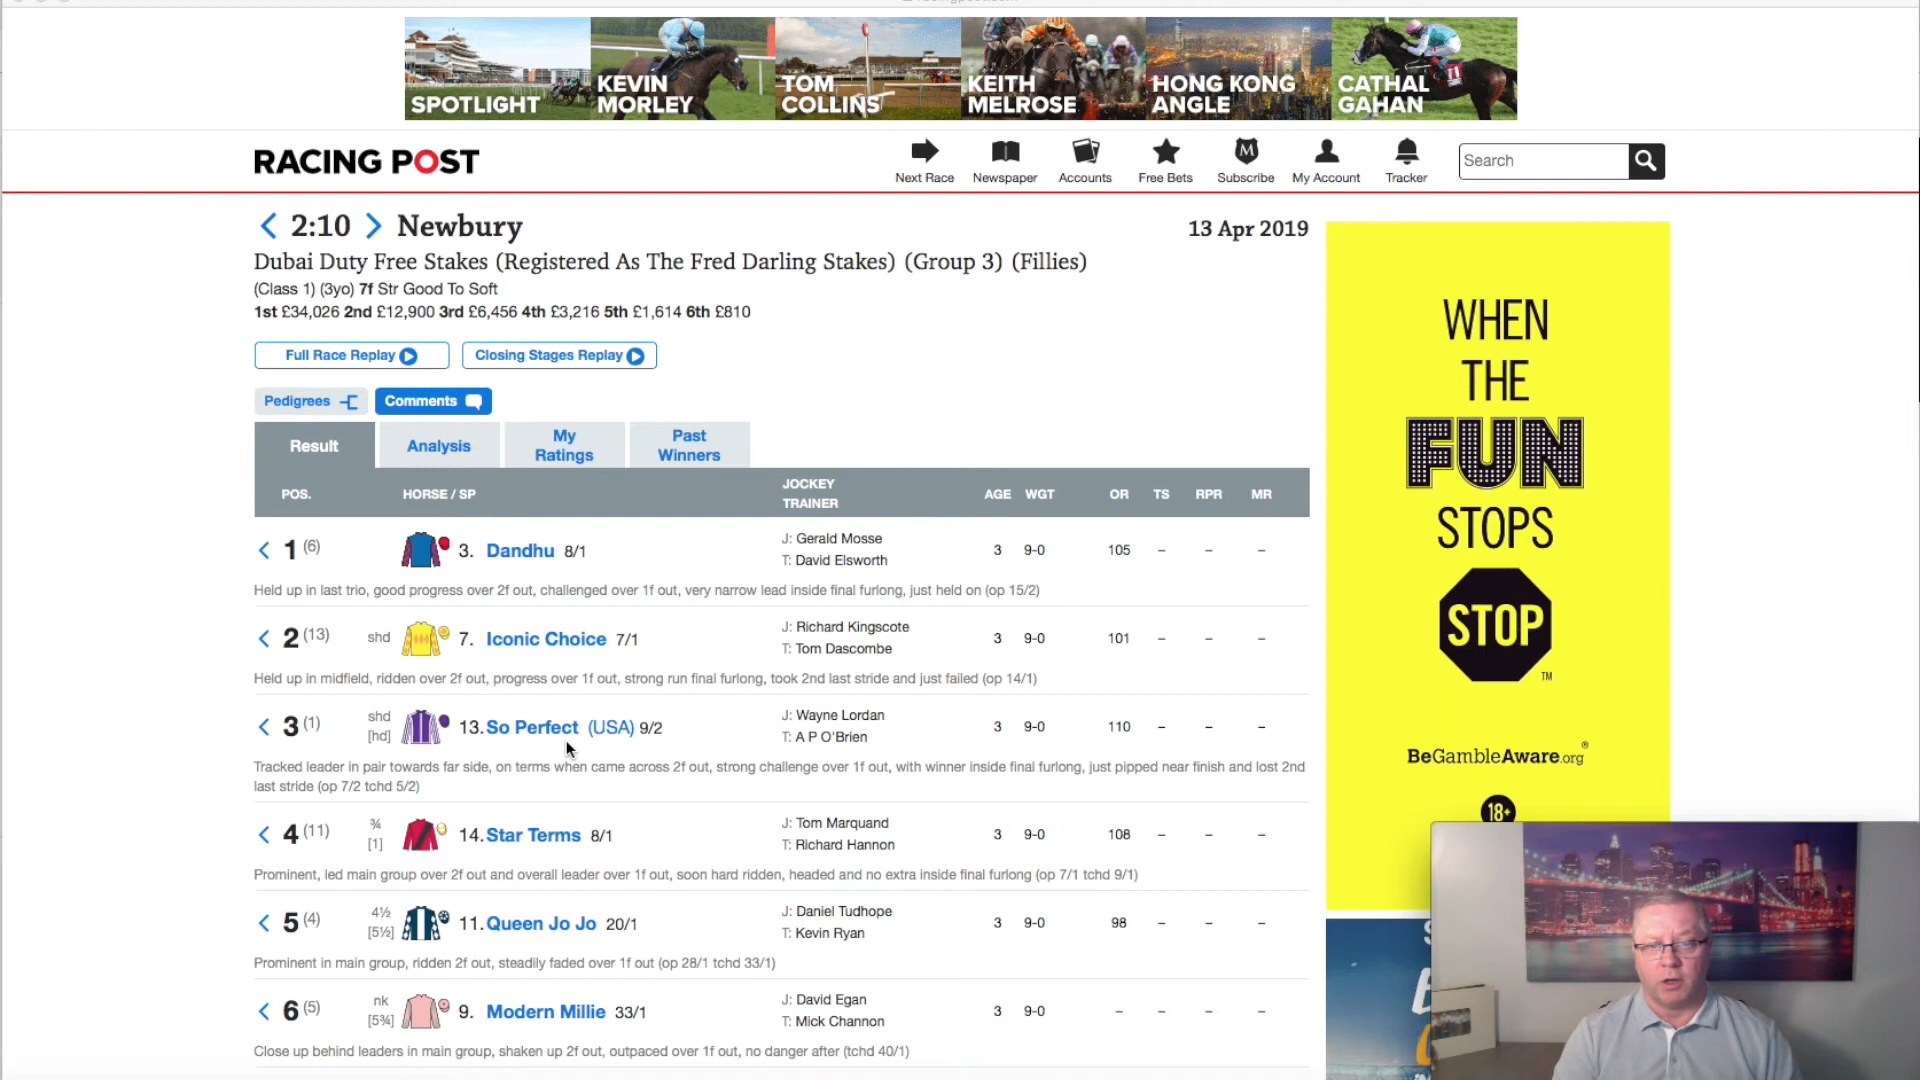 SPOTLIGHT
KEVIN
MORLEY
TOM
COLLINS
KEITH
MELROSE
HONG KONG
ANGLE
CATHAL
GAHAN
RACING POST
Next Race Newspaper Accounts Free Bets Subscribe My Account Tracker
Search
2:10 Newbury 13 Apr 2019
Dubai Duty Free Stakes (Registered As The Fred Darling Stakes) (Group 3) (Fillies)
(Class 1) (3yo) 7f Str Good To Soft
1st £34,026 2nd £12,900 3rd £6,456 4th £3,216 5th £1,614 6th £810
Full Race Replay Closing Stages Replay
Pedigrees Comments
Result Analysis My Ratings Past Winners
POS. HORSE / SP JOCKEY TRAINER AGE WGT OR TS RPR MR
1 (6) 3. Dandhu 8/1 J: Gerald Mosse 3 9-0 105 – – –
T: David Elsworth
Held up in last trio, good progress over 2f out, challenged over 1f out, very narrow lead inside final furlong, just held on (op 15/2)
2 (13) shd 7. Iconic Choice 7/1 J: Richard Kingscote 3 9-0 101 – – –
T: Tom Dascombe
Held up in midfield, ridden over 2f out, progress over 1f out, strong run final furlong, took 2nd last stride and just failed (op 14/1)
3 (1) shd [hd] 13. So Perfect (USA) 9/2 J: Wayne Lordan 3 9-0 110 – – –
T: A P O'Brien
Tracked leader in pair towards far side, on terms when came across 2f out, strong challenge over 1f out, with winner inside final furlong, just pipped near finish and lost 2nd
last stride (op 7/2 tchd 5/2)
4 (11) ¾ [1] 14. Star Terms 8/1 J: Tom Marquand 3 9-0 108 – – –
T: Richard Hannon
Prominent, led main group over 2f out and overall leader over 1f out, soon hard ridden, headed and no extra inside final furlong (op 7/1 tchd 9/1)
5 (4) 4½ [5½] 11. Queen Jo Jo 20/1 J: Daniel Tudhope 3 9-0 98 – – –
T: Kevin Ryan
Prominent in main group, ridden 2f out, steadily faded over 1f out (op 28/1 tchd 33/1)
6 (5) nk [5¾] 9. Modern Millie 33/1 J: David Egan 3 9-0 – – – –
T: Mick Channon
Close up behind leaders in main group, shaken up 2f out, outpaced over 1f out, no danger after (tchd 40/1)
WHEN
THE
FUN
STOPS
STOP
TM
BeGambleAware.org®
18+